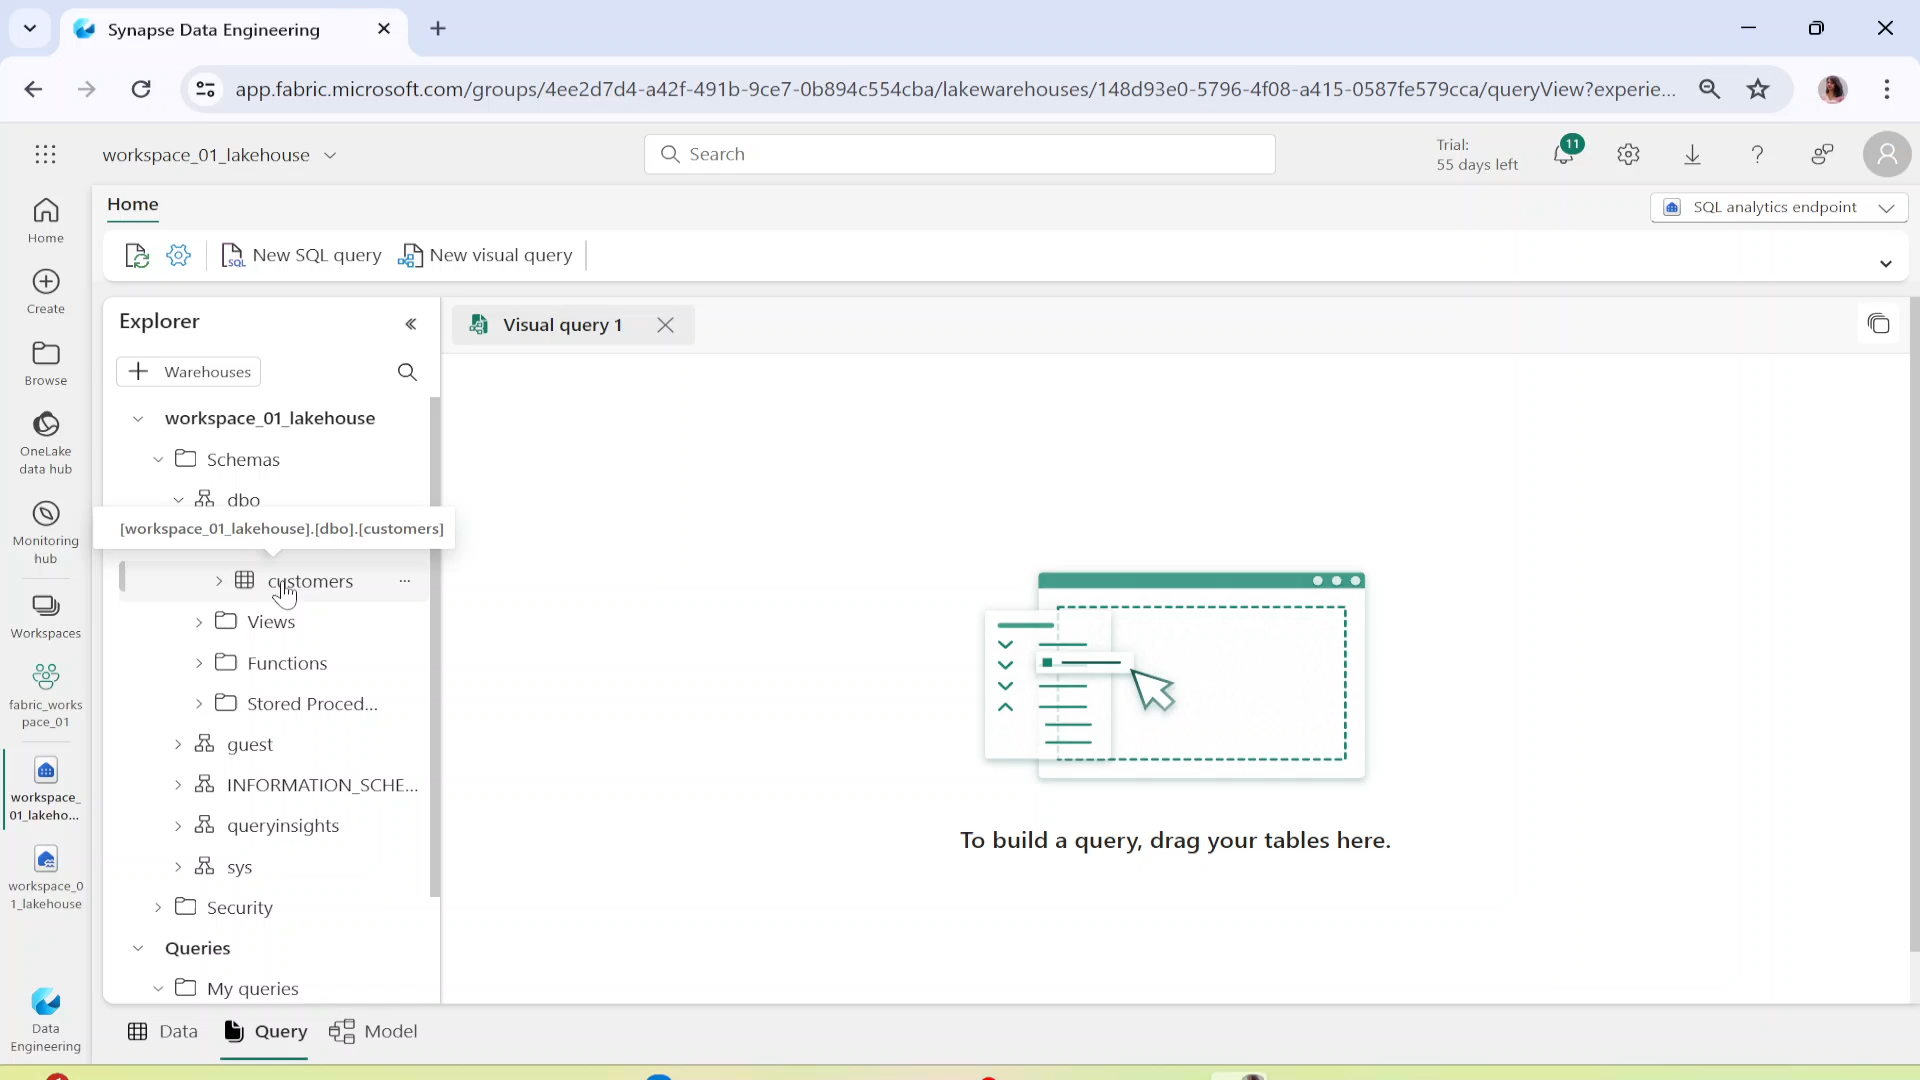 Synapse Data Engineering
app.fabric.microsoft.com/groups/4ee2d7d4-a42f-491b-9ce7-0b894c554cba/lakewarehouses/148d93e0-5796-4f08-a415-0587fe579cca/queryView?experie...
workspace_01_lakehouse
Search
Trial:
55 days left
11
Home
SQL analytics endpoint
New SQL query
New visual query
Home
Create
Browse
OneLake
data hub
Monitoring
hub
Workspaces
fabric_works
pace_01
workspace_
01_lakeho...
workspace_0
1_lakehouse
Data
Engineering
Explorer
Warehouses
workspace_01_lakehouse
Schemas
dbo
[workspace_01_lakehouse].[dbo].[customers]
customers
Views
Functions
Stored Proced...
guest
INFORMATION_SCHE...
queryinsights
sys
Security
Queries
My queries
Visual query 1
To build a query, drag your tables here.
Data
Query
Model